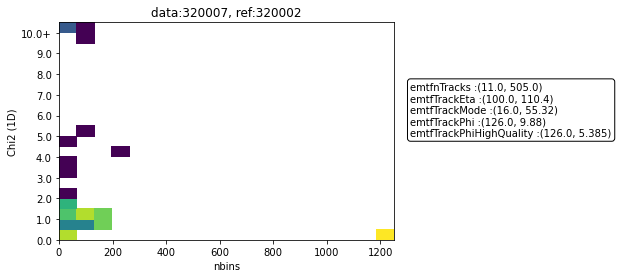 data:320007, ref:320002
10.0+
9.0
8.0
7.0
6.0
5.0
4.0
3.0
2.0
1.0
0.0
Chi2 (1D)
0
200
400
600
800
1000
1200
nbins
emtfnTracks :(11.0, 505.0)
emtfTrackEta :(100.0, 110.4)
emtfTrackMode :(16.0, 55.32)
emtfTrackPhi :(126.0, 9.88)
emtfTrackPhiHighQuality :(126.0, 5.385)